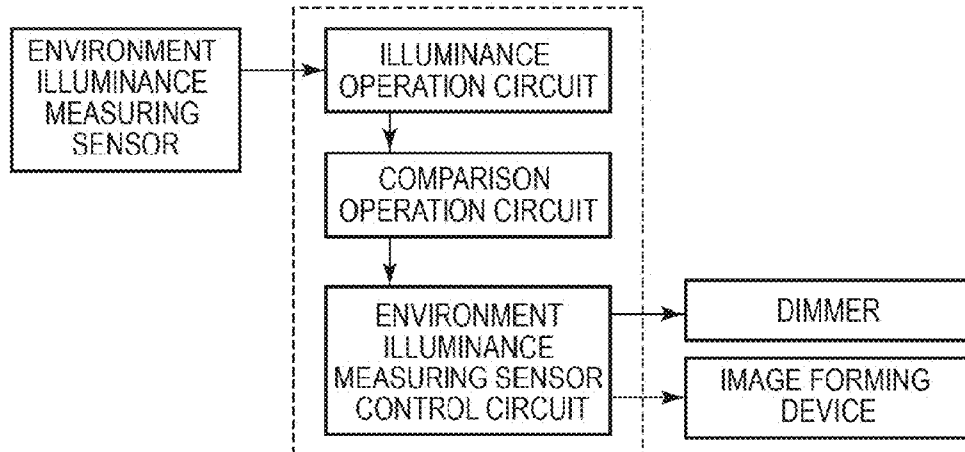 ENVIRONMENT
ILLUMINANCE
MEASURING
SENSOR
ILLUMINANCE
OPERATION CIRCUIT
COMPARISON
OPERATION CIRCUIT
ENVIRONMENT
ILLUMINANCE
MEASURING SENSOR
CONTROL CIRCUIT
DIMMER
IMAGE FORMING
DEVICE